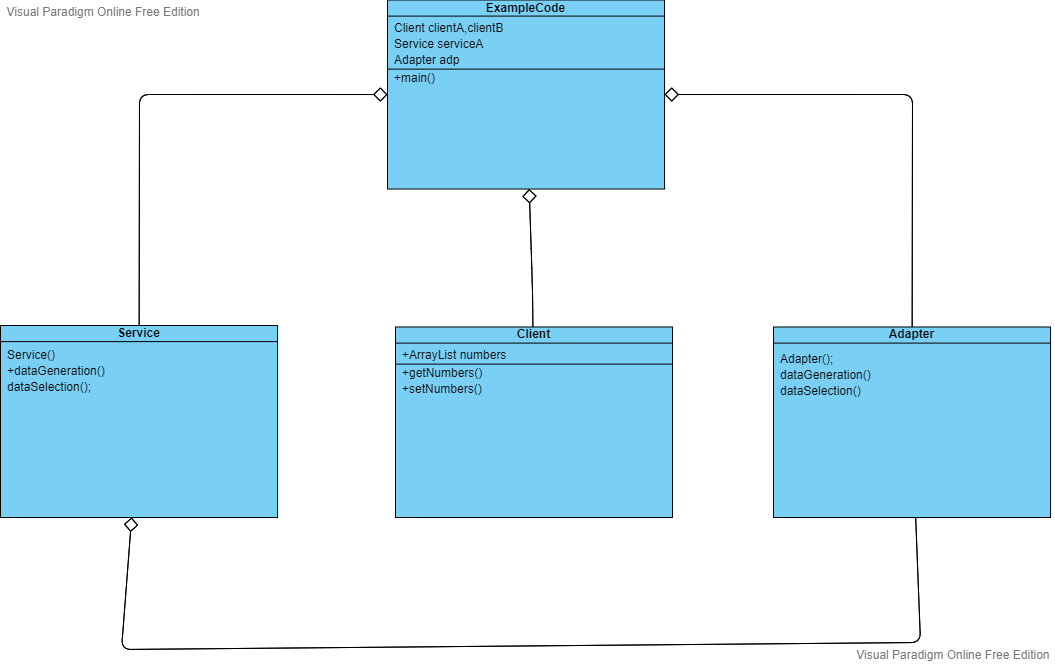 Visual Paradigm Online Free Edition
ExampleCode
Client clientA,clientB
Service serviceA
Adapter adp
+main()
Service
Service()
+dataGeneration()
dataSelection();
Client
+ArrayList numbers
+getNumbers()
+setNumbers()
Adapter
Adapter();
dataGeneration()
dataSelection()
Visual Paradigm Online Free Edition